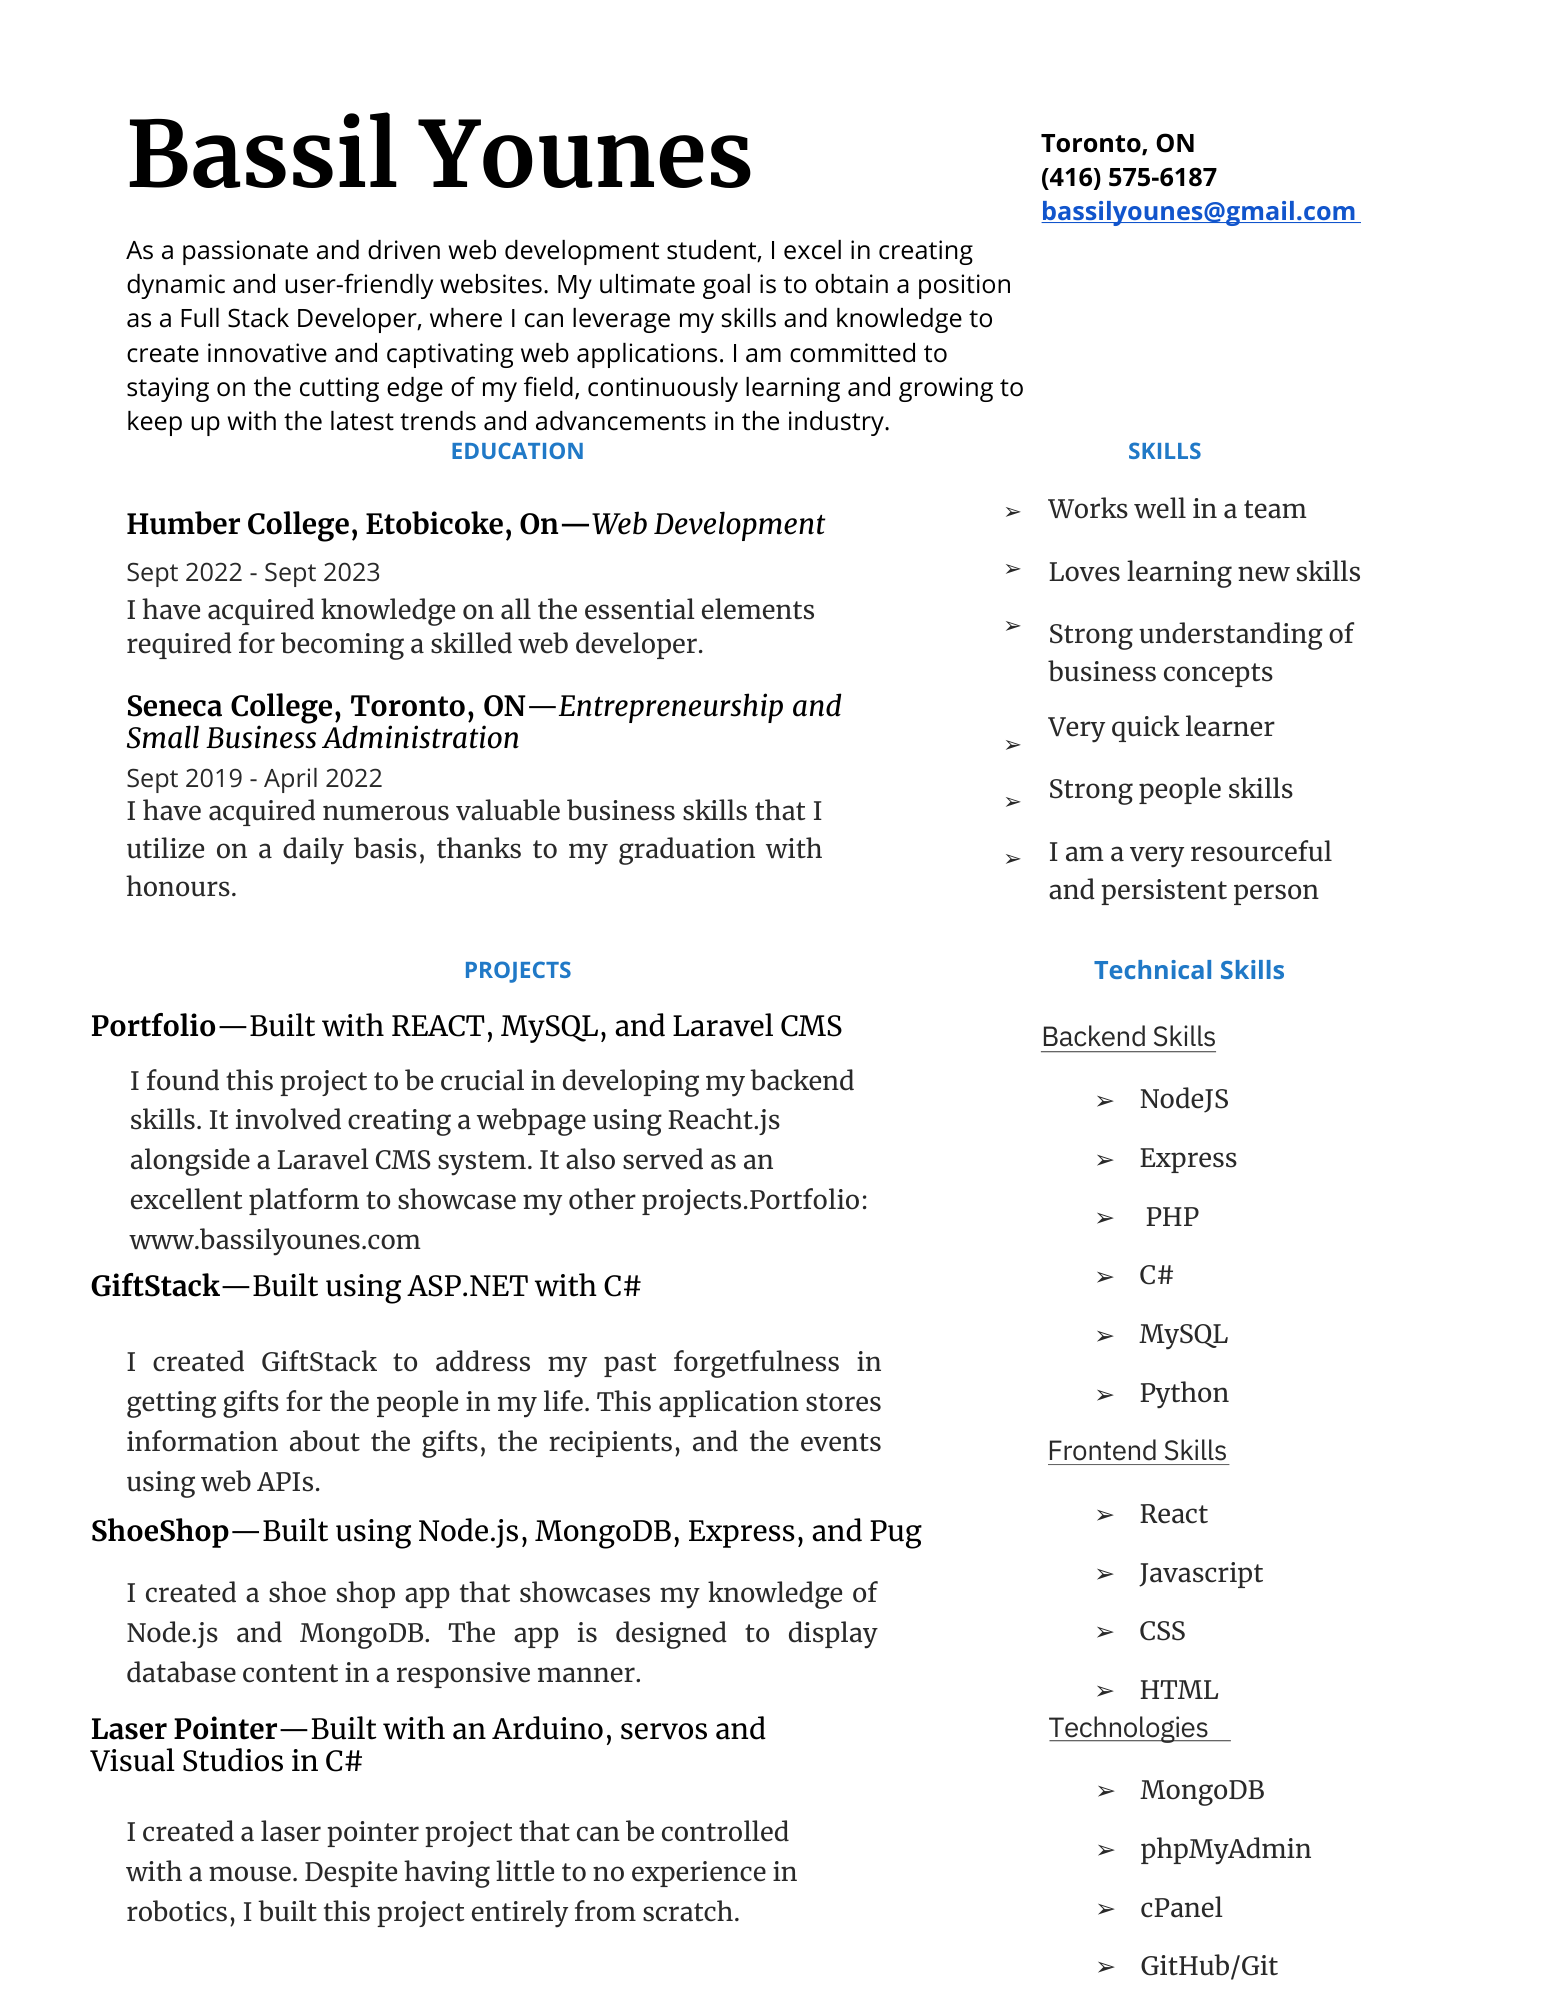 Bassil Younes
Toronto, ON
(416) 575-6187
bassilyounes@gmail.com
As a passionate and driven web development student, I excel in creating
dynamic and user-friendly websites. My ultimate goal is to obtain a position
as a Full Stack Developer, where I can leverage my skills and knowledge to
create innovative and captivating web applications. I am committed to
staying on the cutting edge of my field, continuously learning and growing to
keep up with the latest trends and advancements in the industry.
EDUCATION
Humber College, Etobicoke, On—Web Development
Sept 2022 - Sept 2023
I have acquired knowledge on all the essential elements
required for becoming a skilled web developer.
Seneca College, Toronto, ON—Entrepreneurship and
Small Business Administration
Sept 2019 - April 2022
I have acquired numerous valuable business skills that I
utilize on a daily basis, thanks to my graduation with
honours.
PROJECTS
Portfolio—Built with REACT, MySQL, and Laravel CMS
I found this project to be crucial in developing my backend
skills. It involved creating a webpage using Reacht.js
alongside a Laravel CMS system. It also served as an
excellent platform to showcase my other projects.Portfolio:
www.bassilyounes.com
GiftStack—Built using ASP.NET with C#
I created GiftStack to address my past forgetfulness in
getting gifts for the people in my life. This application stores
information about the gifts, the recipients, and the events
using web APIs.
ShoeShop—Built using Node.js, MongoDB, Express, and Pug
I created a shoe shop app that showcases my knowledge of
Node.js and MongoDB. The app is designed to display
database content in a responsive manner.
Laser Pointer—Built with an Arduino, servos and
Visual Studios in C#
I created a laser pointer project that can be controlled
with a mouse. Despite having little to no experience in
robotics, I built this project entirely from scratch.
SKILLS
➢ Works well in a team
➢ Loves learning new skills
➢ Strong understanding of
business concepts
➢ Very quick learner
➢ Strong people skills
➢ I am a very resourceful
and persistent person
Technical Skills
Backend Skills
➢ NodeJS
➢ Express
➢ PHP
➢ C#
➢ MySQL
➢ Python
Frontend Skills
➢ React
➢ Javascript
➢ CSS
➢ HTML
Technologies
➢ MongoDB
➢ phpMyAdmin
➢ cPanel
➢ GitHub/Git